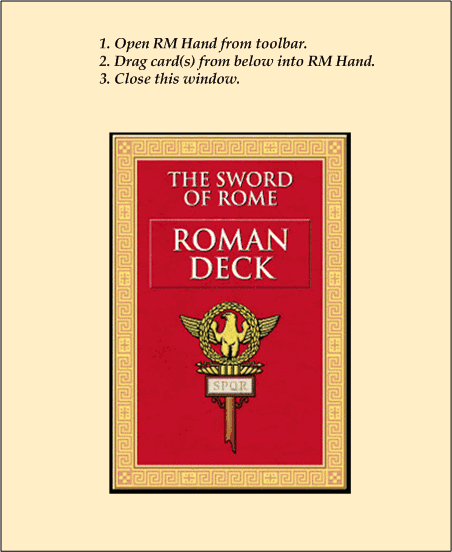 1. Open RM Hand from toolbar.
2. Drag card(s) from below into RM Hand.
3. Close this window.
THE SWORD
OF ROME
ROMAN
DECK
SPQR